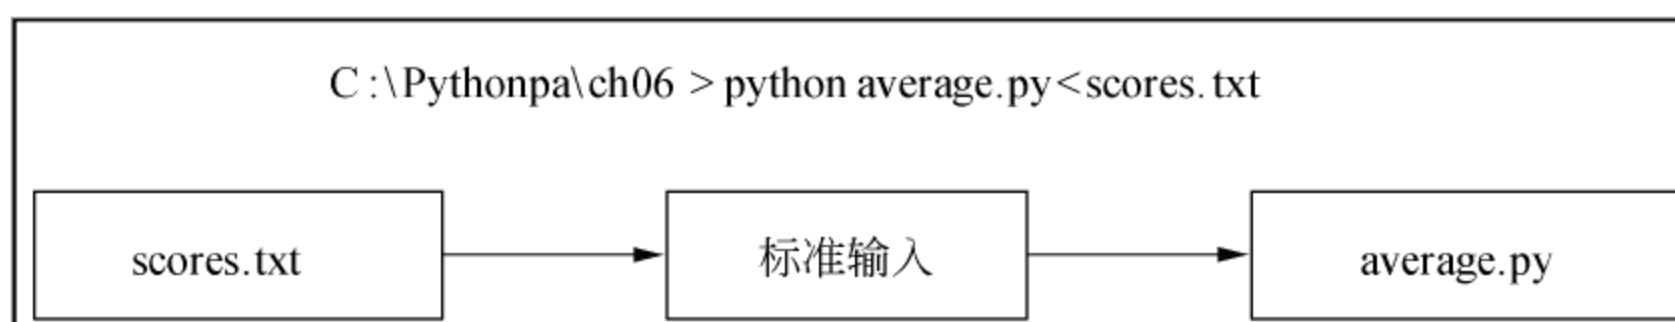 C:\Pythonpa\ch06 >python average.py<scores.txt
scores.txt
标准输入
average.py